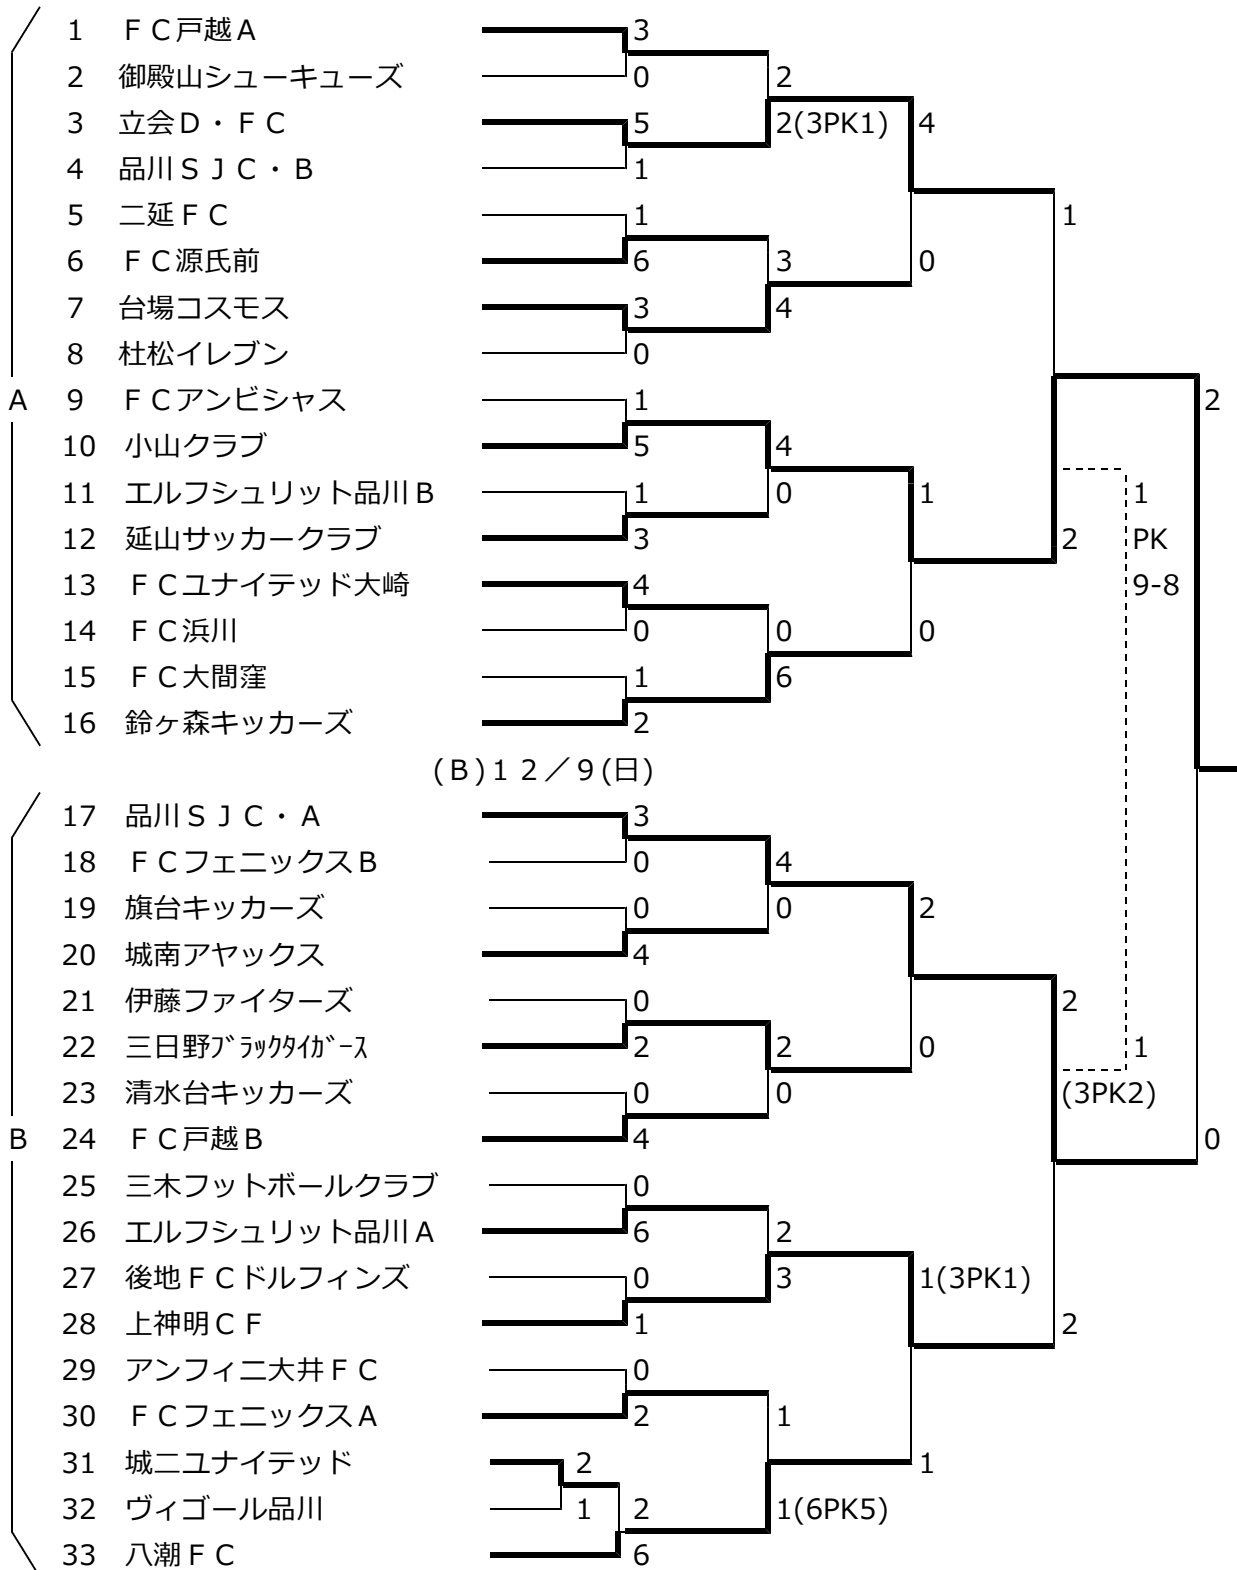 1 ＦＣ戸越Ａ 3
2 御殿山シューキューズ 0 2
3 立会Ｄ・ＦＣ 5 2(3PK1) 4
4 品川ＳＪＣ・Ｂ 1
5 二延ＦＣ 1 1
6 ＦＣ源氏前 6 3 0
7 台場コスモス 3 4
8 杜松イレブン 0
A 9 ＦＣアンビシャス 1 2
10 小山クラブ 5 4
11 エルフシュリット品川Ｂ 1 0 1 1
12 延山サッカークラブ 3 2 PK
13 ＦＣユナイテッド大崎 4 9-8
14 ＦＣ浜川 0 0 0
15 ＦＣ大間窪 1 6
16 鈴ヶ森キッカーズ 2
(Ｂ)１２／９(日)
17 品川ＳＪＣ・Ａ 3
18 ＦＣフェニックスＢ 0 4
19 旗台キッカーズ 0 0 2
20 城南アヤックス 4
21 伊藤ファイターズ 0 2
22 三日野ﾌﾞﾗｯｸﾀｲｶﾞｰｽ 2 2 0 1
23 清水台キッカーズ 0 0 (3PK2)
B 24 ＦＣ戸越Ｂ 4 0
25 三木フットボールクラブ 0
26 エルフシュリット品川Ａ 6 2
27 後地ＦＣドルフィンズ 0 3 1(3PK1)
28 上神明ＣＦ 1 2
29 アンフィニ大井ＦＣ 0
30 ＦＣフェニックスＡ 2 1
31 城二ユナイテッド 2 1
32 ヴィゴール品川 1 2 1(6PK5)
33 八潮ＦＣ 6